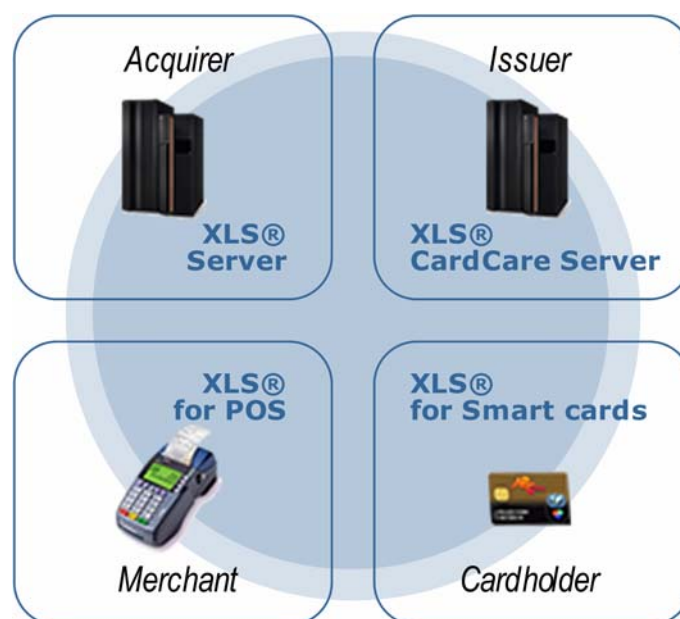 Acquirer
Issuer
XLS®
Server
XLS®
CardCare Server
XLS®
for POS
XLS®
for Smart cards
Merchant
Cardholder